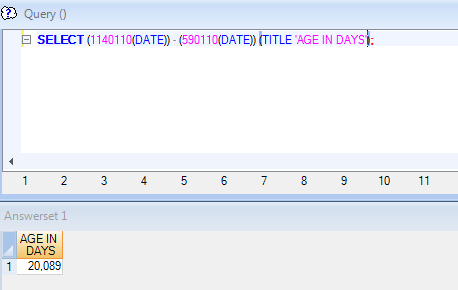 Query ()
SELECT (1140110(DATE)) - (590110(DATE)) (TITLE 'AGE IN DAYS');
1 2 3 4 5 6 7 8 9 10 11
Answerset 1
AGE IN
DAYS
1 20,089